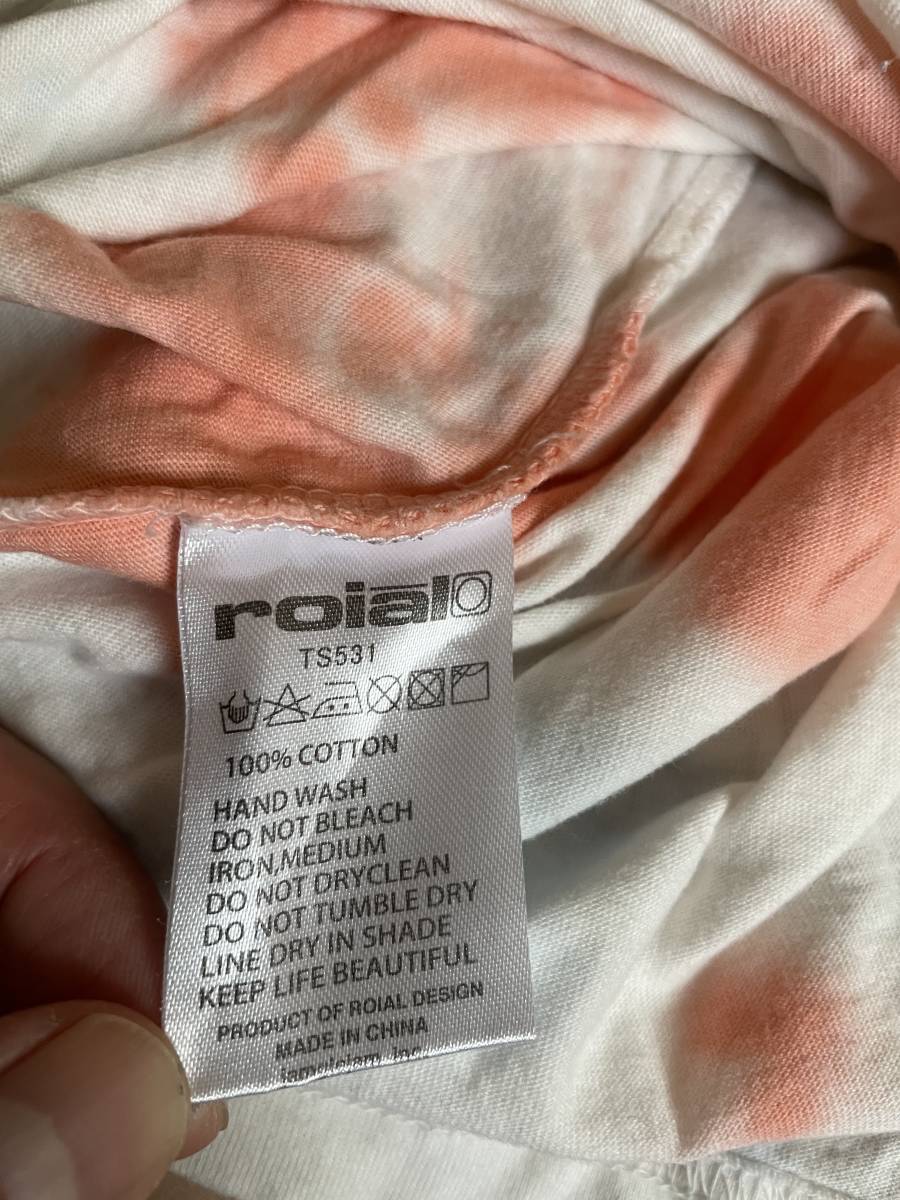 roial
TS531
100% COTTON
HAND WASH
DO NOT BLEACH
IRON,MEDIUM
DO NOT DRYCLEAN
DO NOT TUMBLE DRY
LINE DRY IN SHADE
KEEP LIFE BEAUTIFUL
PRODUCT OF ROIAL DESIGN
MADE IN CHINA